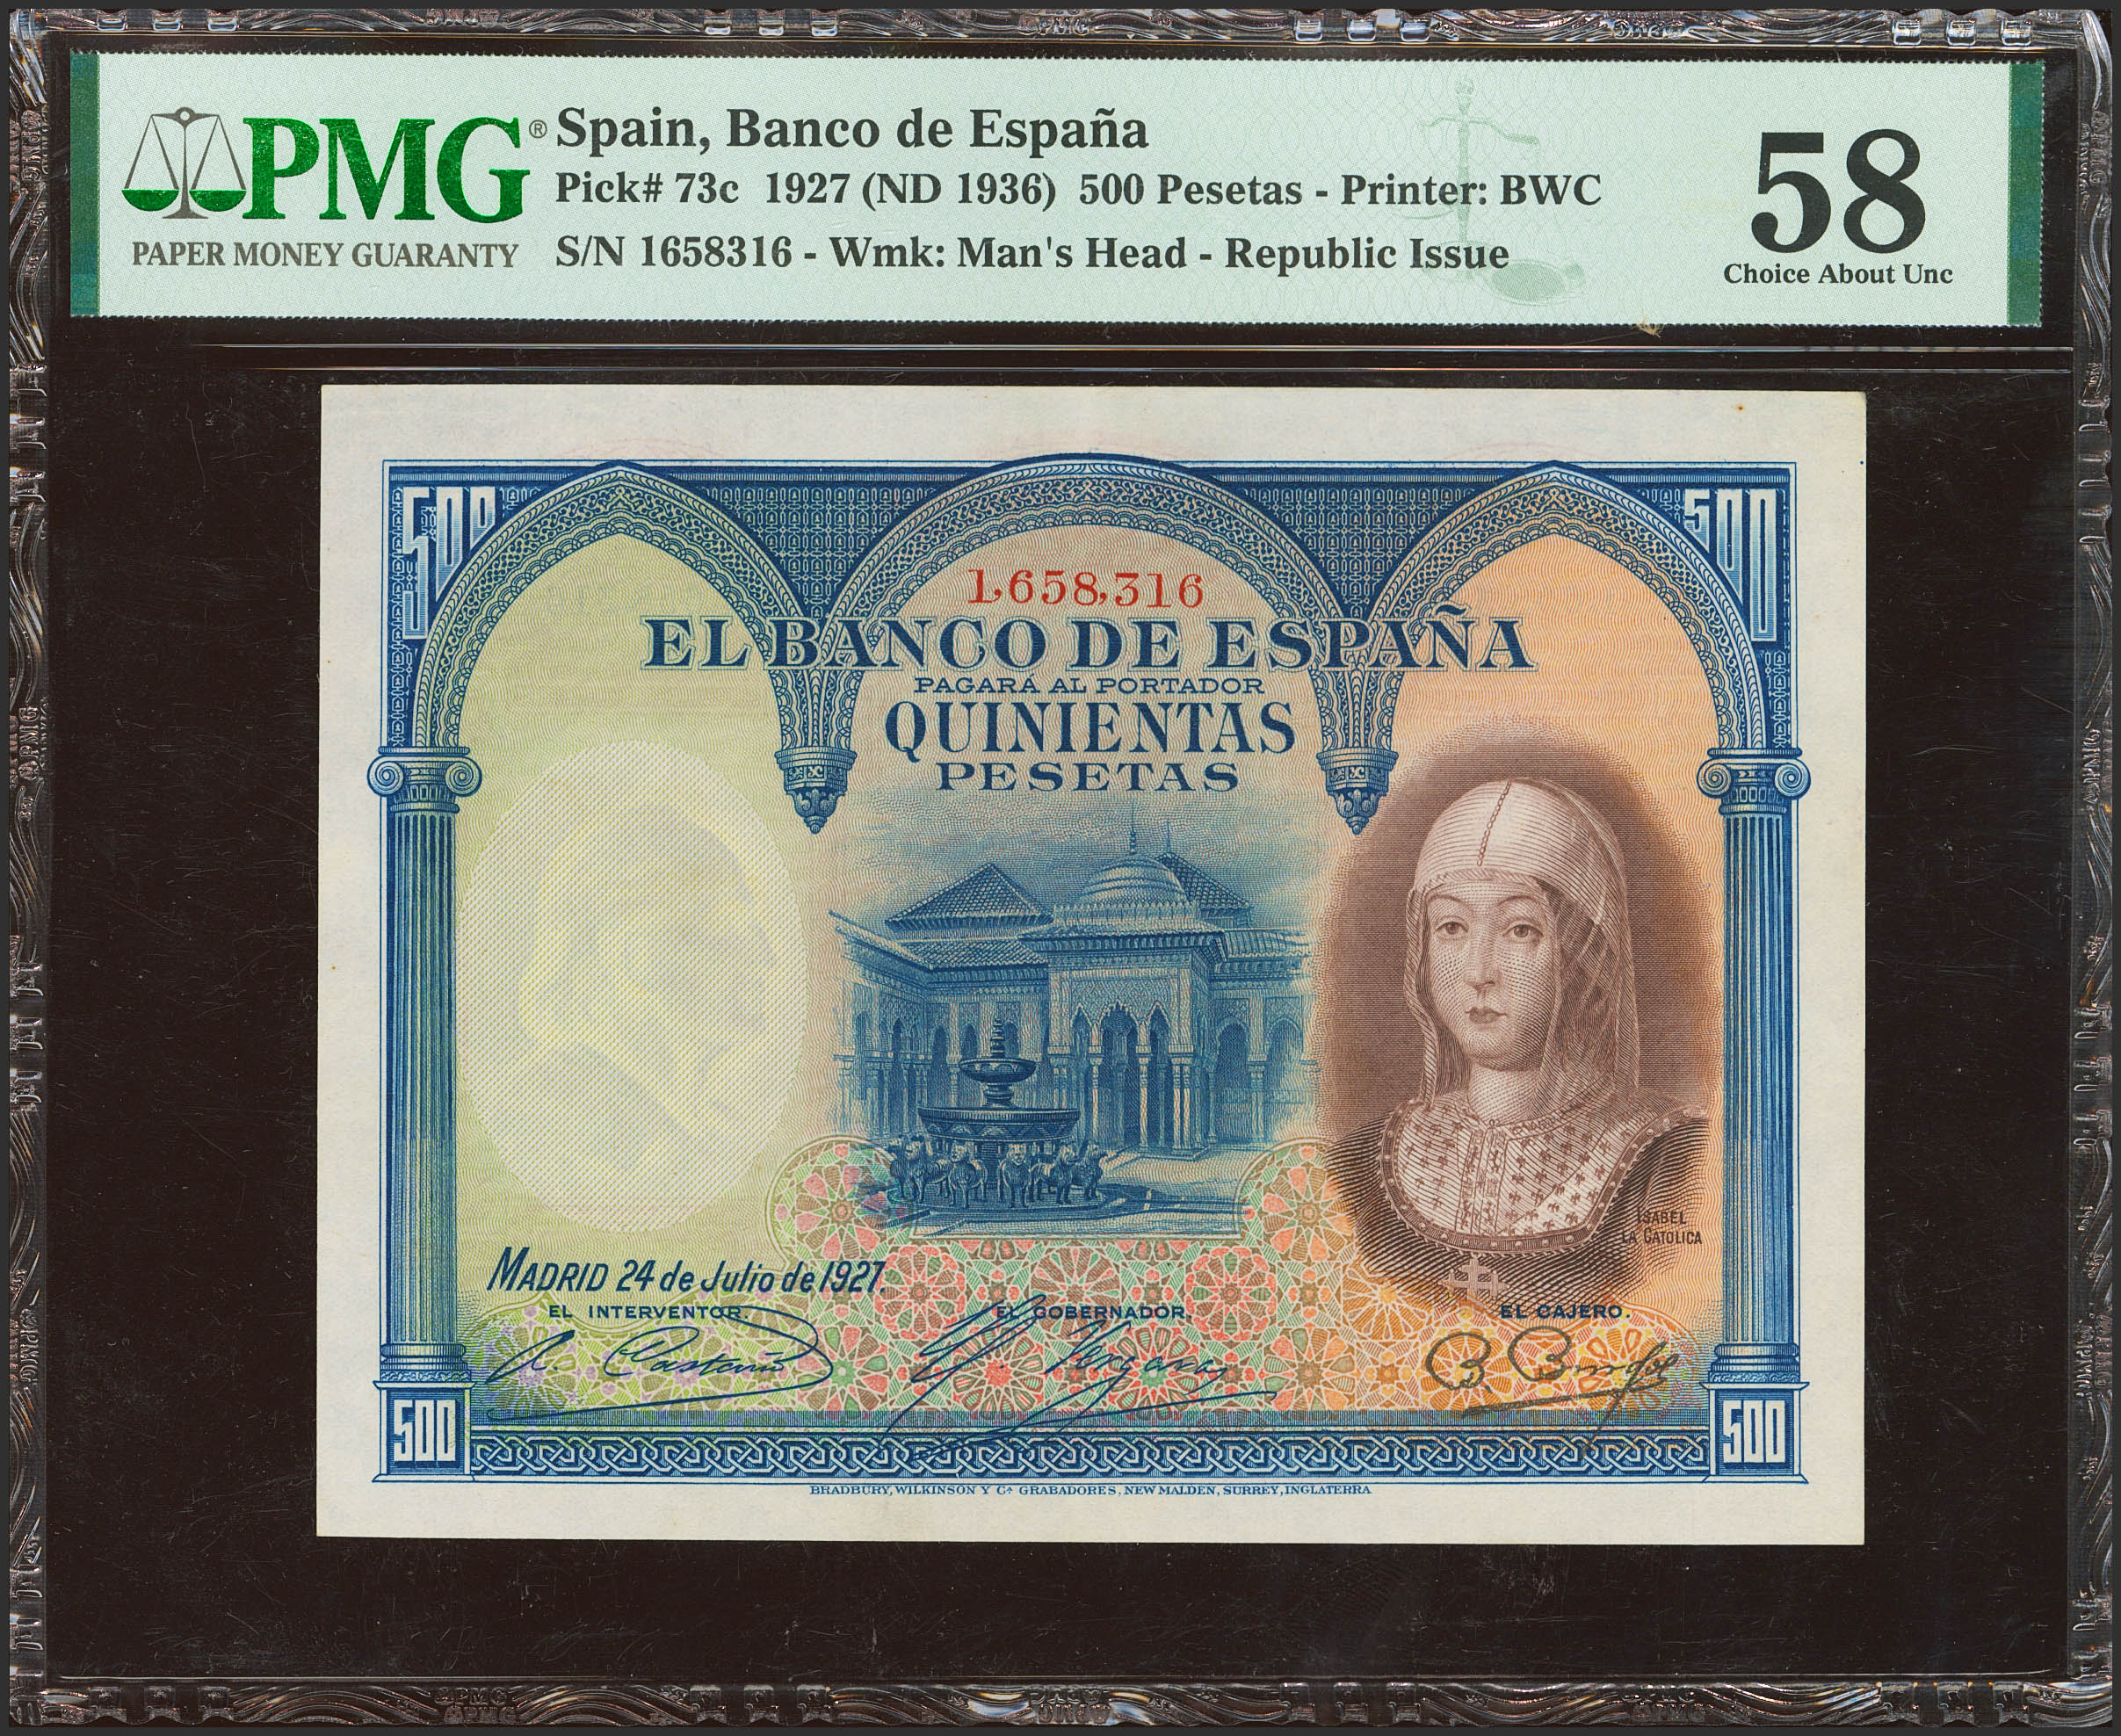 PMG®
PAPER MONEY GUARANTY
Spain, Banco de España
Pick# 73c 1927 (ND 1936) 500 Pesetas - Printer: BWC
S/N 1658316 - Wmk: Man's Head - Republic Issue
58
Choice About Unc
500
500
1,658,316
EL BANCO DE ESPAÑA
PAGARÁ AL PORTADOR
QUINIENTAS
PESETAS
ISABEL
LA CATOLICA
MADRID 24 de Julio de 1927.
EL INTERVENTOR.
EL GOBERNADOR.
EL CAJERO.
500
500
BRADBURY, WILKINSON Y Cª GRABADORES, NEW MALDEN, SURREY, INGLATERRA